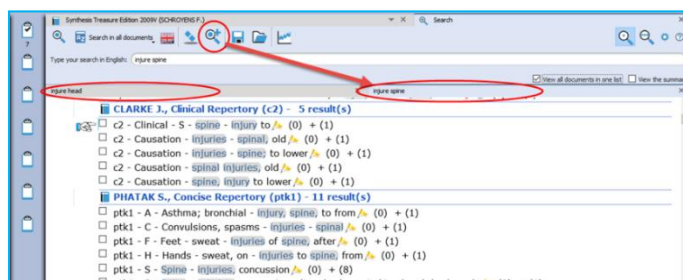 Synthesis Treasure Edition 2009V (SCHROYENS F.)
Search
Search in all documents
7
Type your search in English: injure spine
View all documents in one list View the summa
injure head
injure spine
CLARKE J., Clinical Repertory (c2) - 5 result(s)
c2 - Clinical - S - spine - injury to (0) + (1)
c2 - Causation - injuries - spinal, old (0) + (1)
c2 - Causation - injuries - spine; to lower (0) + (1)
c2 - Causation - spinal injuries, old (0) + (1)
c2 - Causation - spine, injury to lower (0) + (1)
PHATAK S., Concise Repertory (ptk1) - 11 result(s)
ptk1 - A - Asthma; bronchial - injury, spine, to from (0) + (1)
ptk1 - C - Convulsions, spasms - injuries - spinal (0) + (1)
ptk1 - F - Feet - sweat - injuries of spine, after (0) + (1)
ptk1 - H - Hands - sweat, on - injuries to spine, from (0) + (1)
ptk1 - S - Spine - injuries, concussion (0) + (8)